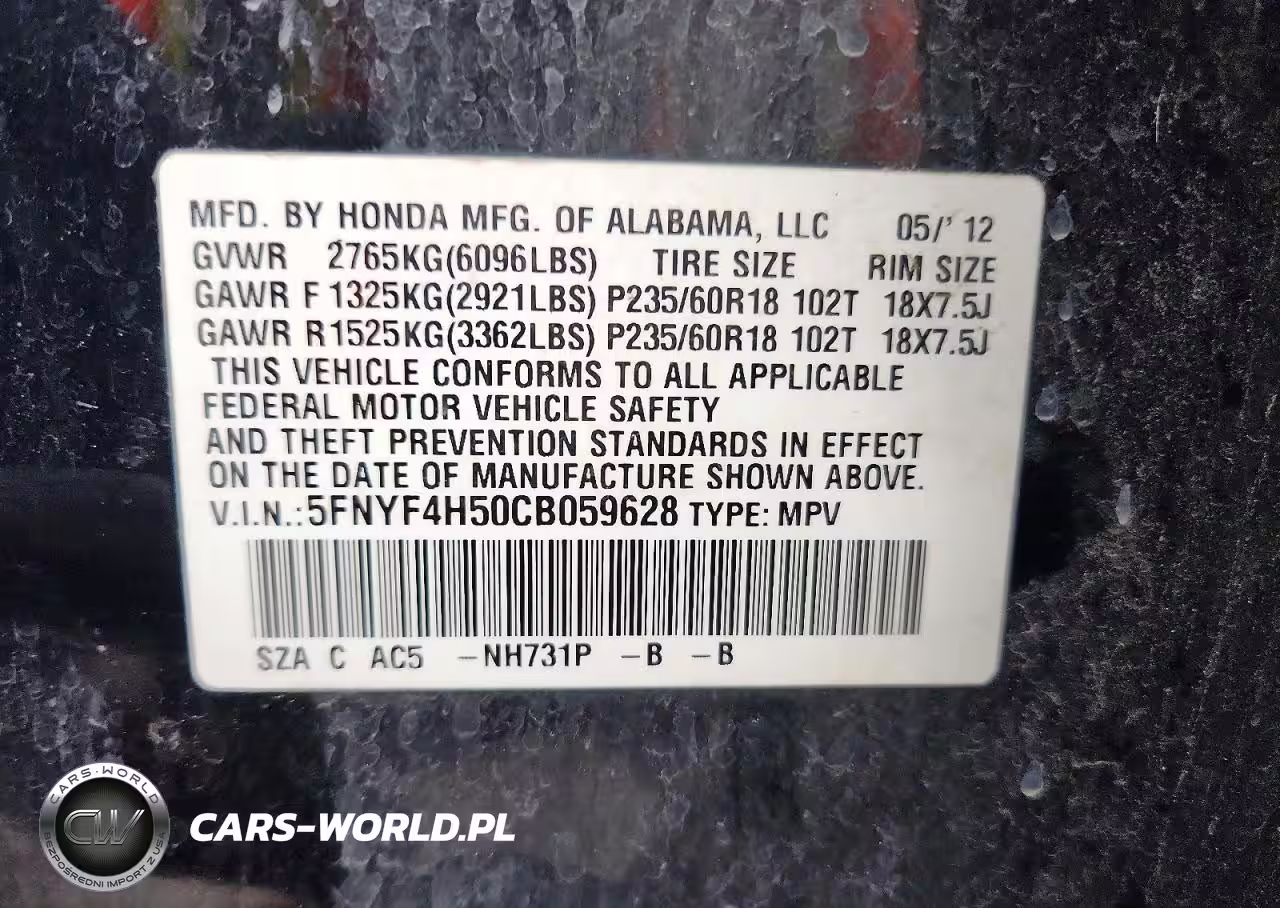 MFD. BY HONDA MFG. OF ALABAMA, LLC 05/' 12
GVWR 2765KG(6096LBS) TIRE SIZE RIM SIZE
GAWR F 1325KG(2921LBS) P235/60R18 102T 18X7.5J
GAWR R1525KG(3362LBS) P235/60R18 102T 18X7.5J
THIS VEHICLE CONFORMS TO ALL APPLICABLE
FEDERAL MOTOR VEHICLE SAFETY
AND THEFT PREVENTION STANDARDS IN EFFECT
ON THE DATE OF MANUFACTURE SHOWN ABOVE.
V.I.N.:5FNYF4H50CB059628 TYPE: MPV
SZA C AC5 -NH731P -B -B
CARS-WORLD
CW
BEZPOŚREDNI IMPORT Z USA
CARS-WORLD.PL